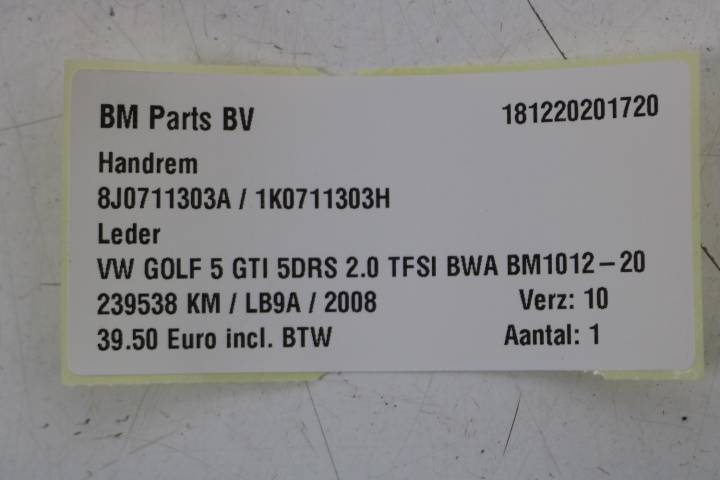 BM Parts BV 181220201720
Handrem
8J0711303A / 1K0711303H
Leder
VW GOLF 5 GTI 5DRS 2.0 TFSI BWA BM1012-20
239538 KM / LB9A / 2008 Verz: 10
39.50 Euro incl. BTW Aantal: 1